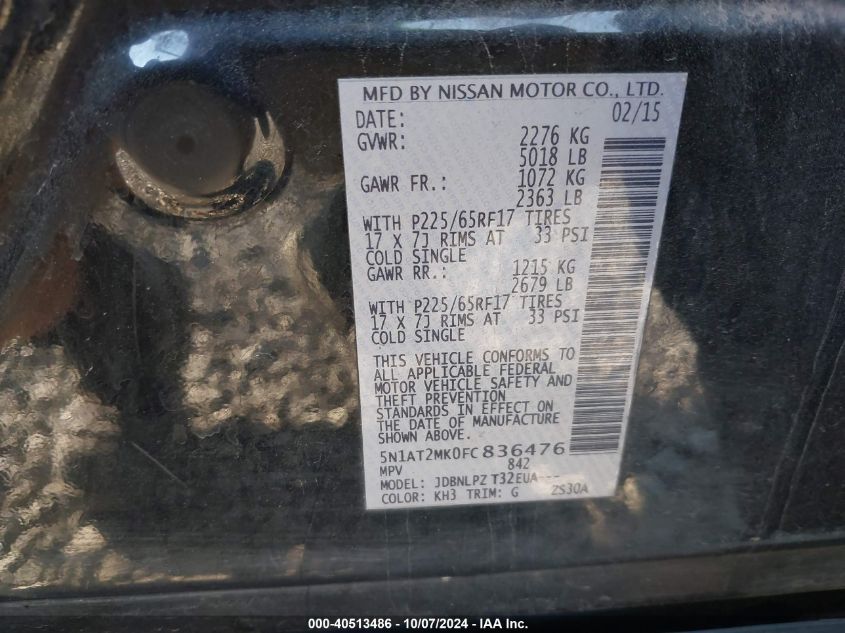 MFD BY NISSAN MOTOR CO., LTD.
DATE: 02/15
GVWR: 2276 KG
5018 LB
GAWR FR.: 1072 KG
2363 LB
WITH P225/65RF17 TIRES
17 X 7J RIMS AT 33 PSI
COLD SINGLE
GAWR RR.: 1215 KG
2679 LB
WITH P225/65RF17 TIRES
17 X 7J RIMS AT 33 PSI
COLD SINGLE
THIS VEHICLE CONFORMS TO
ALL APPLICABLE FEDERAL
MOTOR VEHICLE SAFETY AND
THEFT PREVENTION
STANDARDS IN EFFECT ON
THE DATE OF MANUFACTURE
SHOWN ABOVE.
5N1AT2MK0FC836476
MPV 842
MODEL: JDBNLPZ T32EUA---
COLOR: KH3 TRIM: G ZS30A
000-40513486 - 10/07/2024 - IAA Inc.